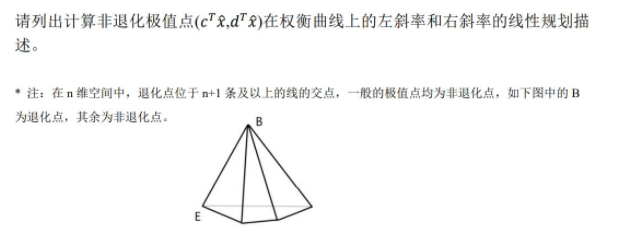 请列出计算非退化极值点(cᵀx̂,dᵀx̂)在权衡曲线上的左斜率和右斜率的线性规划描
述。
* 注：在 n 维空间中，退化点位于 n+1 条及以上的线的交点，一般的极值点均为非退化点，如下图中的 B
为退化点，其余为非退化点。
B
E